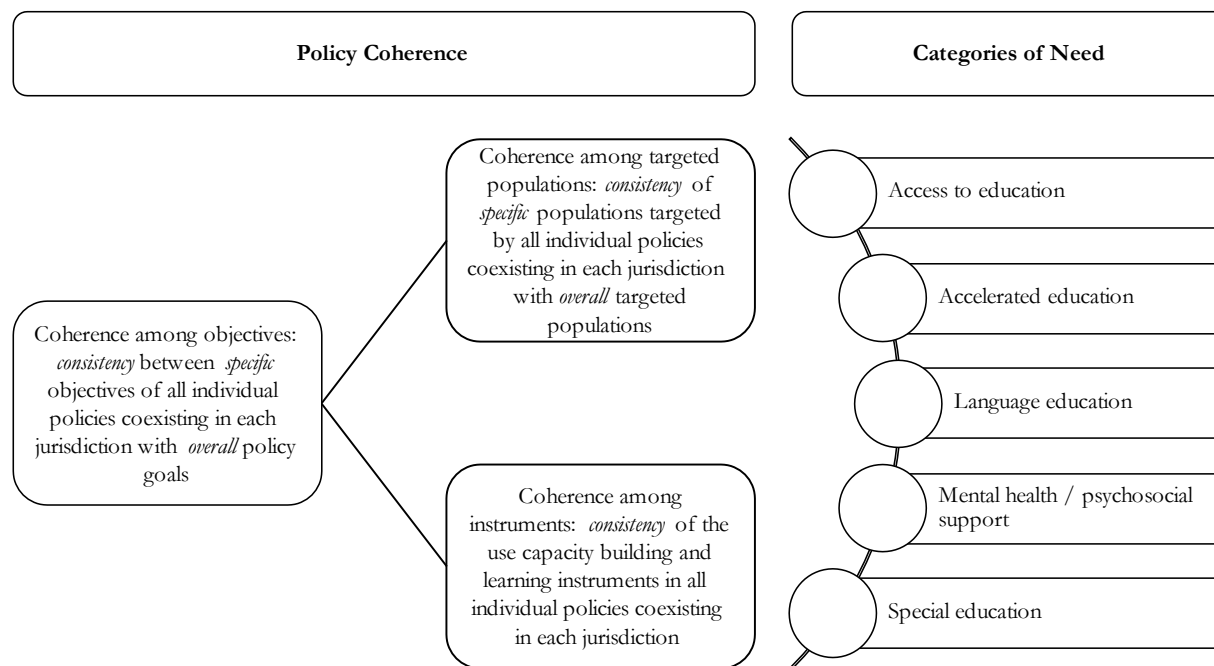 Policy Coherence
Categories of Need
Coherence among objectives:
consistency between specific
objectives of all individual
policies coexisting in each
jurisdiction with overall policy
goals
Coherence among targeted
populations: consistency of
specific populations targeted
by all individual policies
coexisting in each jurisdiction
with overall targeted
populations
Coherence among
instruments: consistency of the
use capacity building and
learning instruments in all
individual policies coexisting
in each jurisdiction
Access to education
Accelerated education
Language education
Mental health / psychosocial
support
Special education